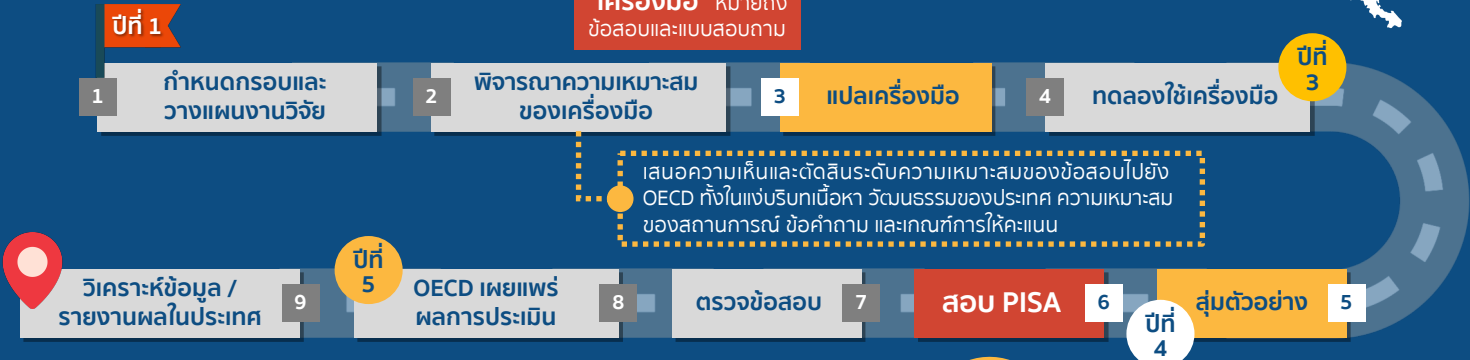 "เครื่องมือ" หมายถึง
ข้อสอบและแบบสอบถาม
ปีที่ 1
1
กำหนดกรอบและ
วางแผนงานวิจัย
2
พิจารณาความเหมาะสม
ของเครื่องมือ
3
แปลเครื่องมือ
4
ทดลองใช้เครื่องมือ
ปีที่
3
เสนอความเห็นและตัดสินระดับความเหมาะสมของข้อสอบไปยัง
OECD ทั้งในแง่บริบทเนื้อหา วัฒนธรรมของประเทศ ความเหมาะสม
ของสถานการณ์ ข้อคำถาม และเกณฑ์การให้คะแนน
สุ่มตัวอย่าง
5
ปีที่
4
สอบ PISA
6
ตรวจข้อสอบ
7
OECD เผยแพร่
ผลการประเมิน
8
ปีที่
5
วิเคราะห์ข้อมูล /
รายงานผลในประเทศ
9